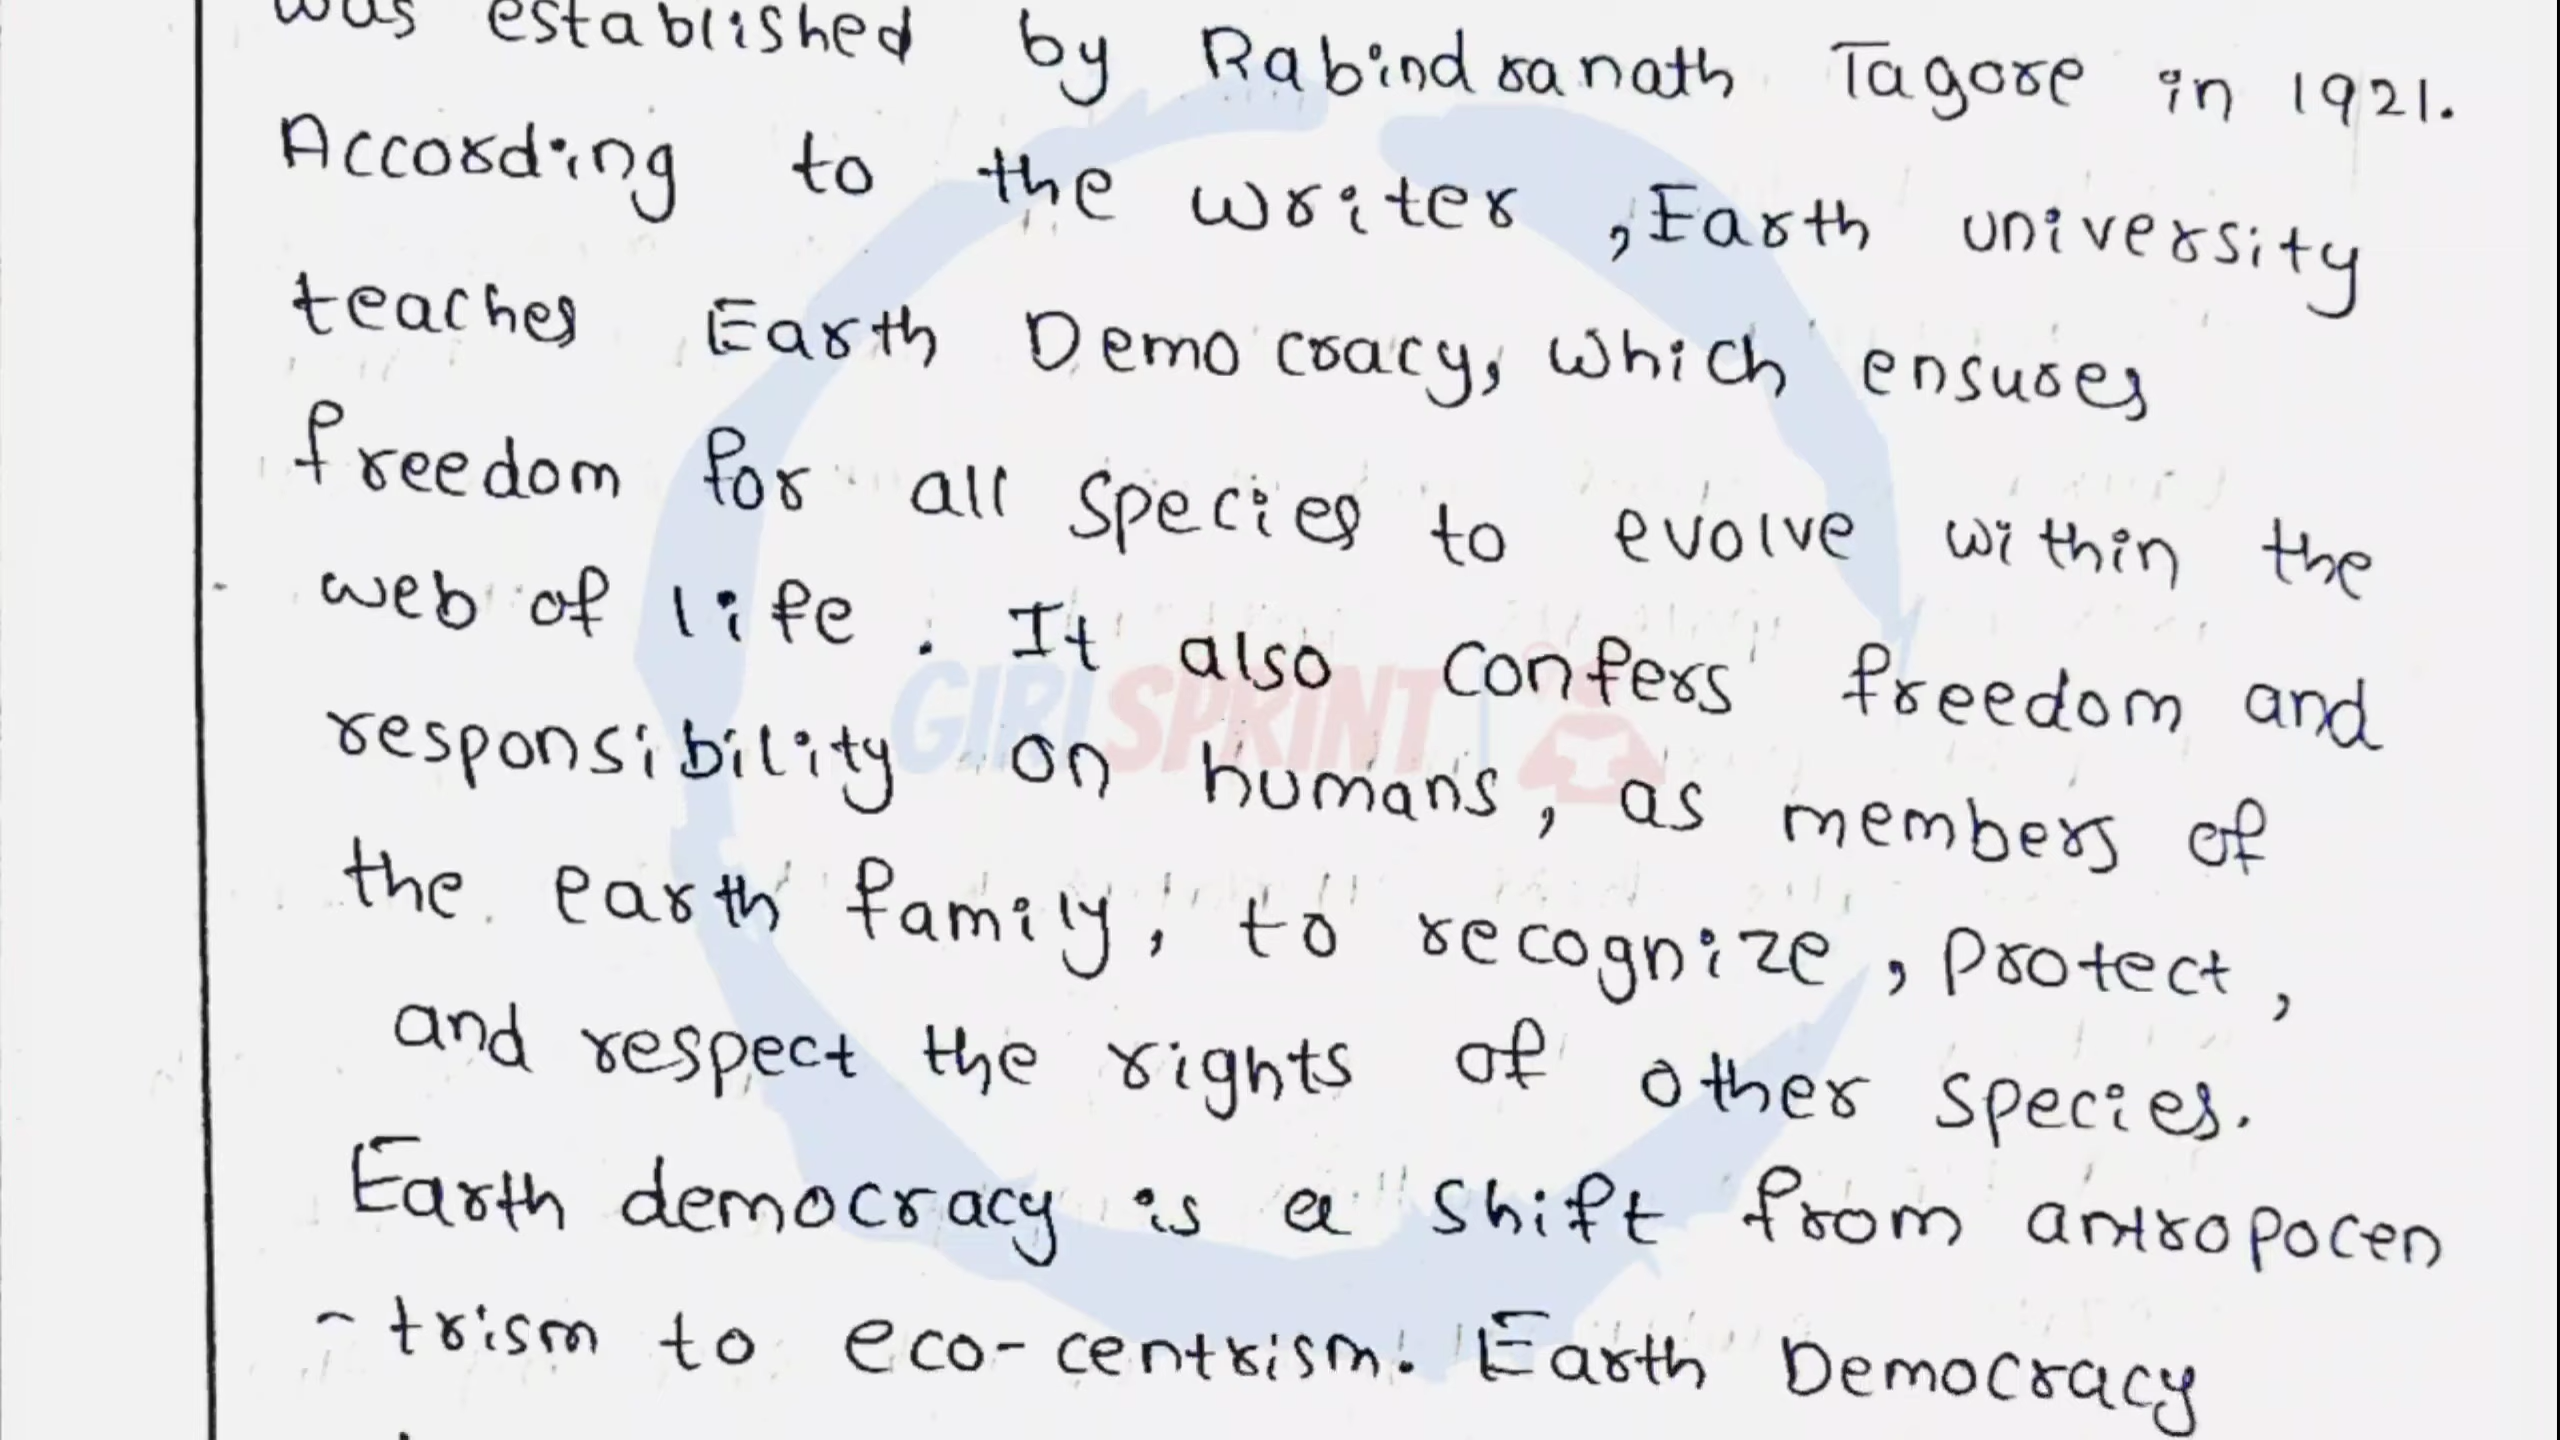 was established by Rabindranath Tagore in 1921.
According to the writer, Earth university
teaches Earth Democracy, which ensures
freedom for all species to evolve within the
web of life. It also confers freedom and
GIRISPRINT
responsibility on humans, as members of
the earth family, to recognize, protect,
and respect the rights of other species.
Earth democracy is a shift from antropocen
-trism to eco-centrism. Earth Democracy